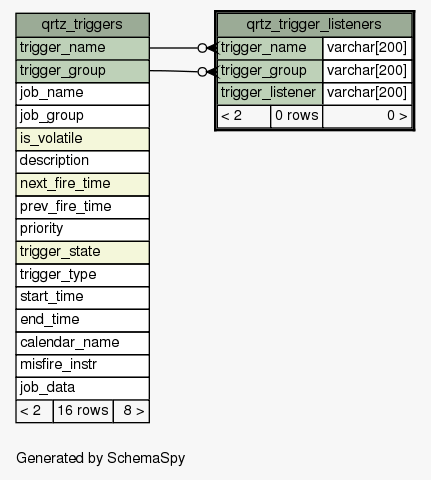 qrtz_triggers
trigger_name
trigger_group
job_name
job_group
is_volatile
description
next_fire_time
prev_fire_time
priority
trigger_state
trigger_type
start_time
end_time
calendar_name
misfire_instr
job_data
< 2 16 rows 8 >
qrtz_trigger_listeners
trigger_name varchar[200]
trigger_group varchar[200]
trigger_listener varchar[200]
< 2 0 rows 0 >
Generated by SchemaSpy